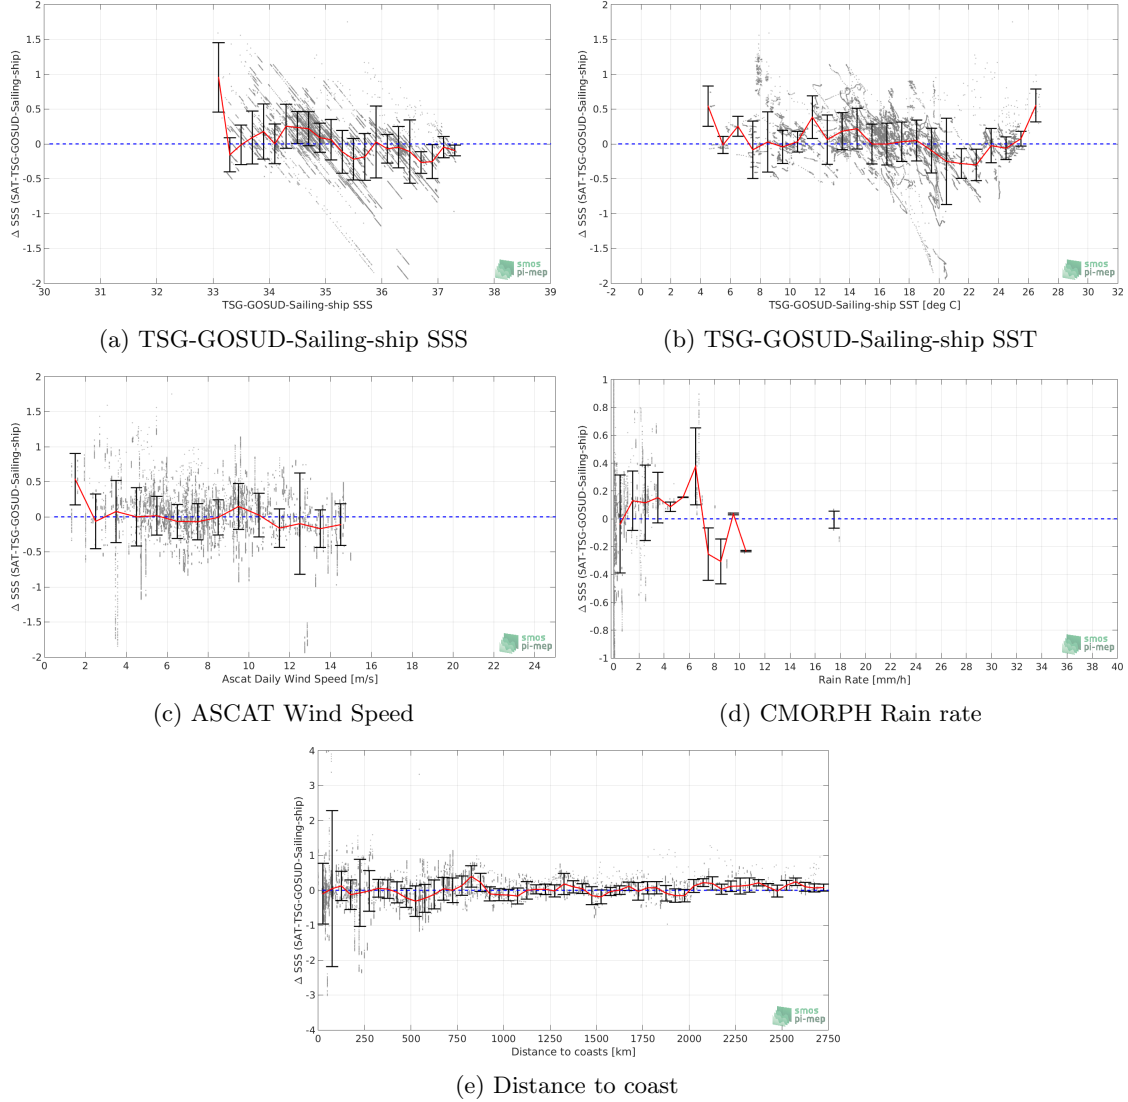 2
1.5
1
0.5
0
-0.5
-1
-1.5
-2
Δ SSS (SAT-TSG-GOSUD-Sailing-ship)
30 31 32 33 34 35 36 37 38 39
TSG-GOSUD-Sailing-ship SSS
smos
pi-mep
(a) TSG-GOSUD-Sailing-ship SSS
2
1.5
1
0.5
0
-0.5
-1
-1.5
-2
Δ SSS (SAT-TSG-GOSUD-Sailing-ship)
-2 0 2 4 6 8 10 12 14 16 18 20 22 24 26 28 30 32
TSG-GOSUD-Sailing-ship SST [deg C]
smos
pi-mep
(b) TSG-GOSUD-Sailing-ship SST
2
1.5
1
0.5
0
-0.5
-1
-1.5
-2
Δ SSS (SAT-TSG-GOSUD-Sailing-ship)
0 2 4 6 8 10 12 14 16 18 20 22 24
Ascat Daily Wind Speed [m/s]
smos
pi-mep
(c) ASCAT Wind Speed
1
0.8
0.6
0.4
0.2
0
-0.2
-0.4
-0.6
-0.8
-1
Δ SSS (SAT-TSG-GOSUD-Sailing-ship)
0 2 4 6 8 10 12 14 16 18 20 22 24 26 28 30 32 34 36 38 40
Rain Rate [mm/h]
smos
pi-mep
(d) CMORPH Rain rate
4
3
2
1
0
-1
-2
-3
-4
Δ SSS (SAT-TSG-GOSUD-Sailing-ship)
0 250 500 750 1000 1250 1500 1750 2000 2250 2500 2750
Distance to coasts [km]
smos
pi-mep
(e) Distance to coast